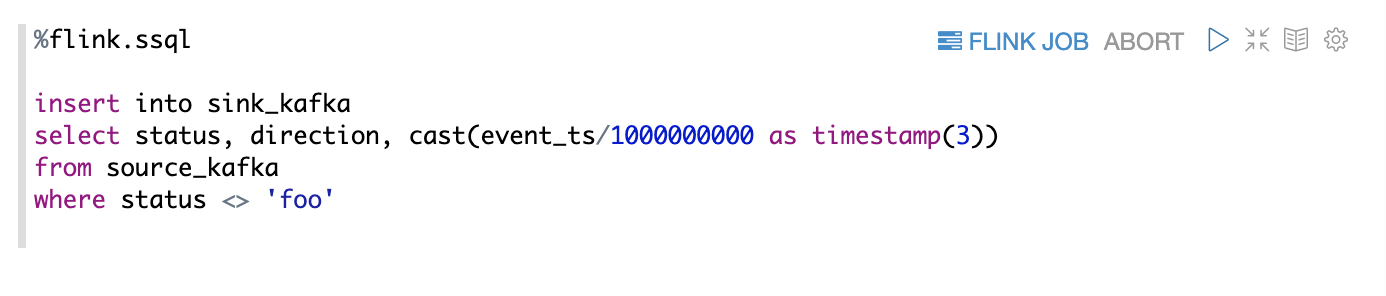 %flink.ssql
FLINK JOB ABORT
insert into sink_kafka
select status, direction, cast(event_ts/1000000000 as timestamp(3))
from source_kafka
where status <> 'foo'